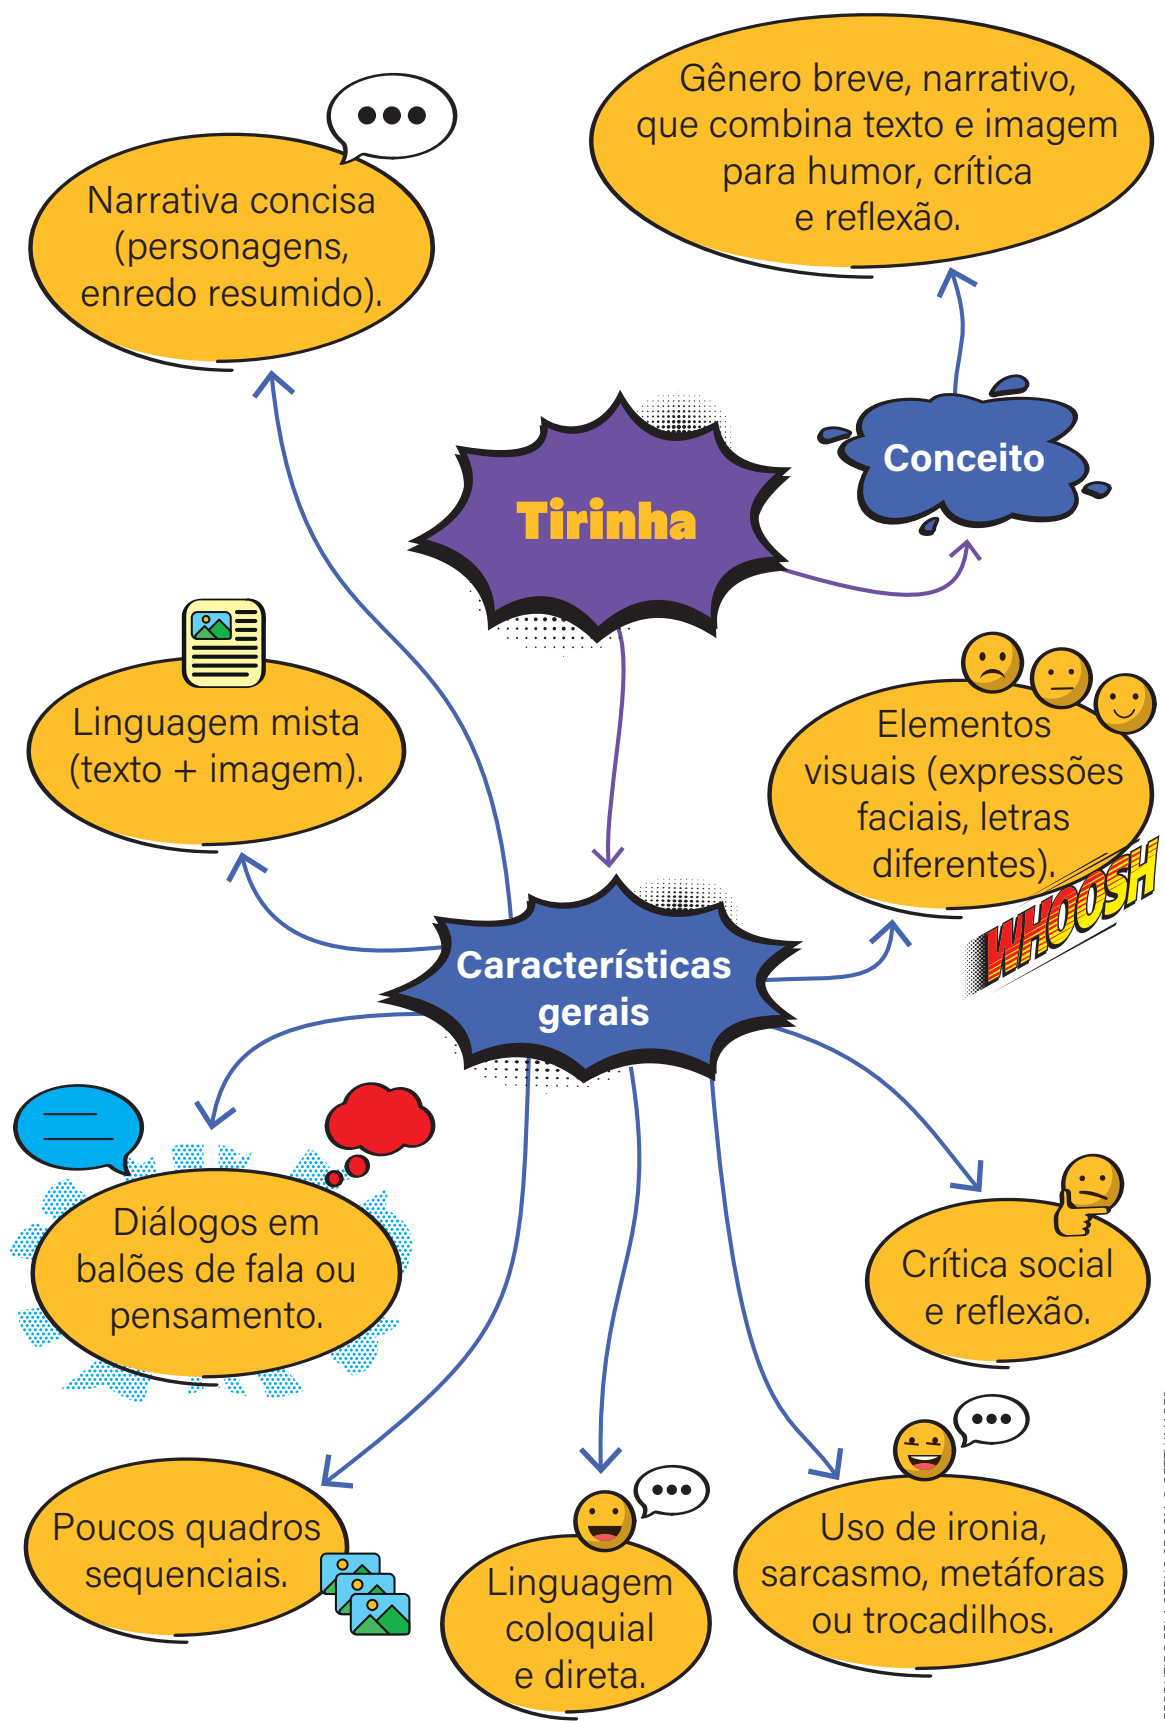 Gênero breve, narrativo,
que combina texto e imagem
para humor, crítica
e reflexão.
Narrativa concisa
(personagens,
enredo resumido).
Conceito
Tirinha
Linguagem mista
(texto + imagem).
Elementos
visuais (expressões
faciais, letras
diferentes).
WHOOSH
Características
gerais
Diálogos em
balões de fala ou
pensamento.
Crítica social
e reflexão.
Poucos quadros
sequenciais.
Linguagem
coloquial
e direta.
Uso de ironia,
sarcasmo, metáforas
ou trocadilhos.